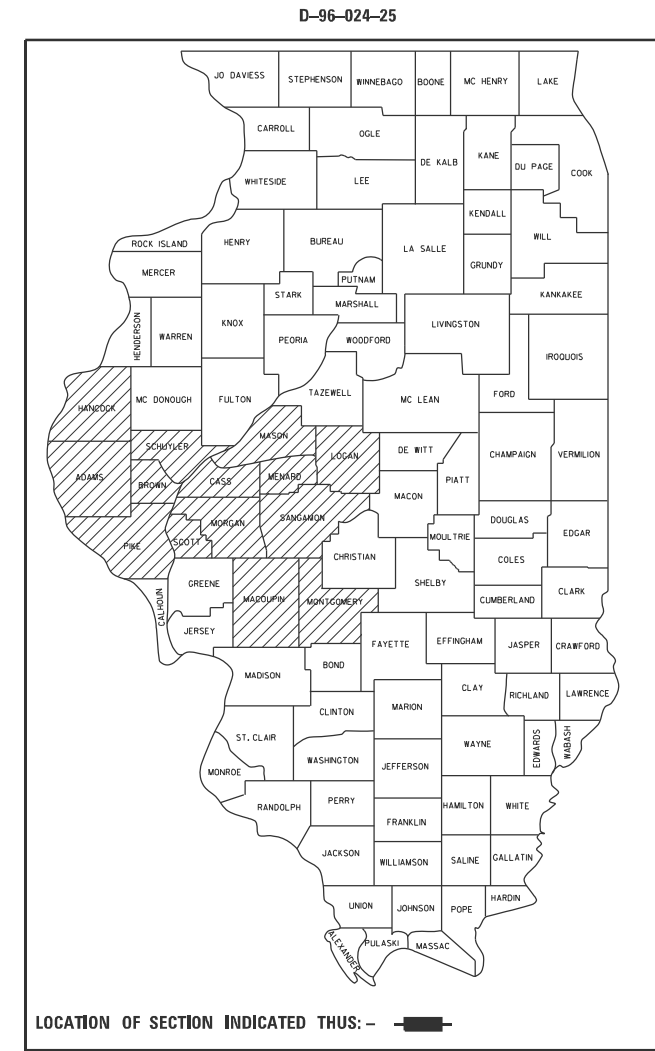 D-96-024-25
JO DAVIESS
STEPHENSON
WINNEBAGO
BOONE
MC HENRY
LAKE
CARROLL
OGLE
DE KALB
KANE
DU PAGE
COOK
WHITESIDE
LEE
KENDALL
WILL
ROCK ISLAND
HENRY
BUREAU
LA SALLE
GRUNDY
MERCER
PUTNAM
STARK
MARSHALL
KANKAKEE
HENDERSON
WARREN
KNOX
PEORIA
WOODFORD
LIVINGSTON
IROQUOIS
HANCOCK
MC DONOUGH
FULTON
TAZEWELL
MC LEAN
FORD
SCHUYLER
MASON
LOGAN
DE WITT
CHAMPAIGN
VERMILION
ADAMS
BROWN
CASS
MENARD
PIATT
MACON
MORGAN
SANGAMON
DOUGLAS
EDGAR
PIKE
SCOTT
CHRISTIAN
MOULTRIE
COLES
GREENE
MACOUPIN
MONTGOMERY
SHELBY
CUMBERLAND
CLARK
CALHOUN
JERSEY
FAYETTE
EFFINGHAM
JASPER
CRAWFORD
MADISON
BOND
CLAY
RICHLAND
LAWRENCE
CLINTON
MARION
ST. CLAIR
WAYNE
EDWARDS
WABASH
MONROE
WASHINGTON
JEFFERSON
RANDOLPH
PERRY
HAMILTON
WHITE
FRANKLIN
JACKSON
WILLIAMSON
SALINE
GALLATIN
UNION
JOHNSON
POPE
HARDIN
ALEXANDER
PULASKI
MASSAC
LOCATION OF SECTION INDICATED THUS: -